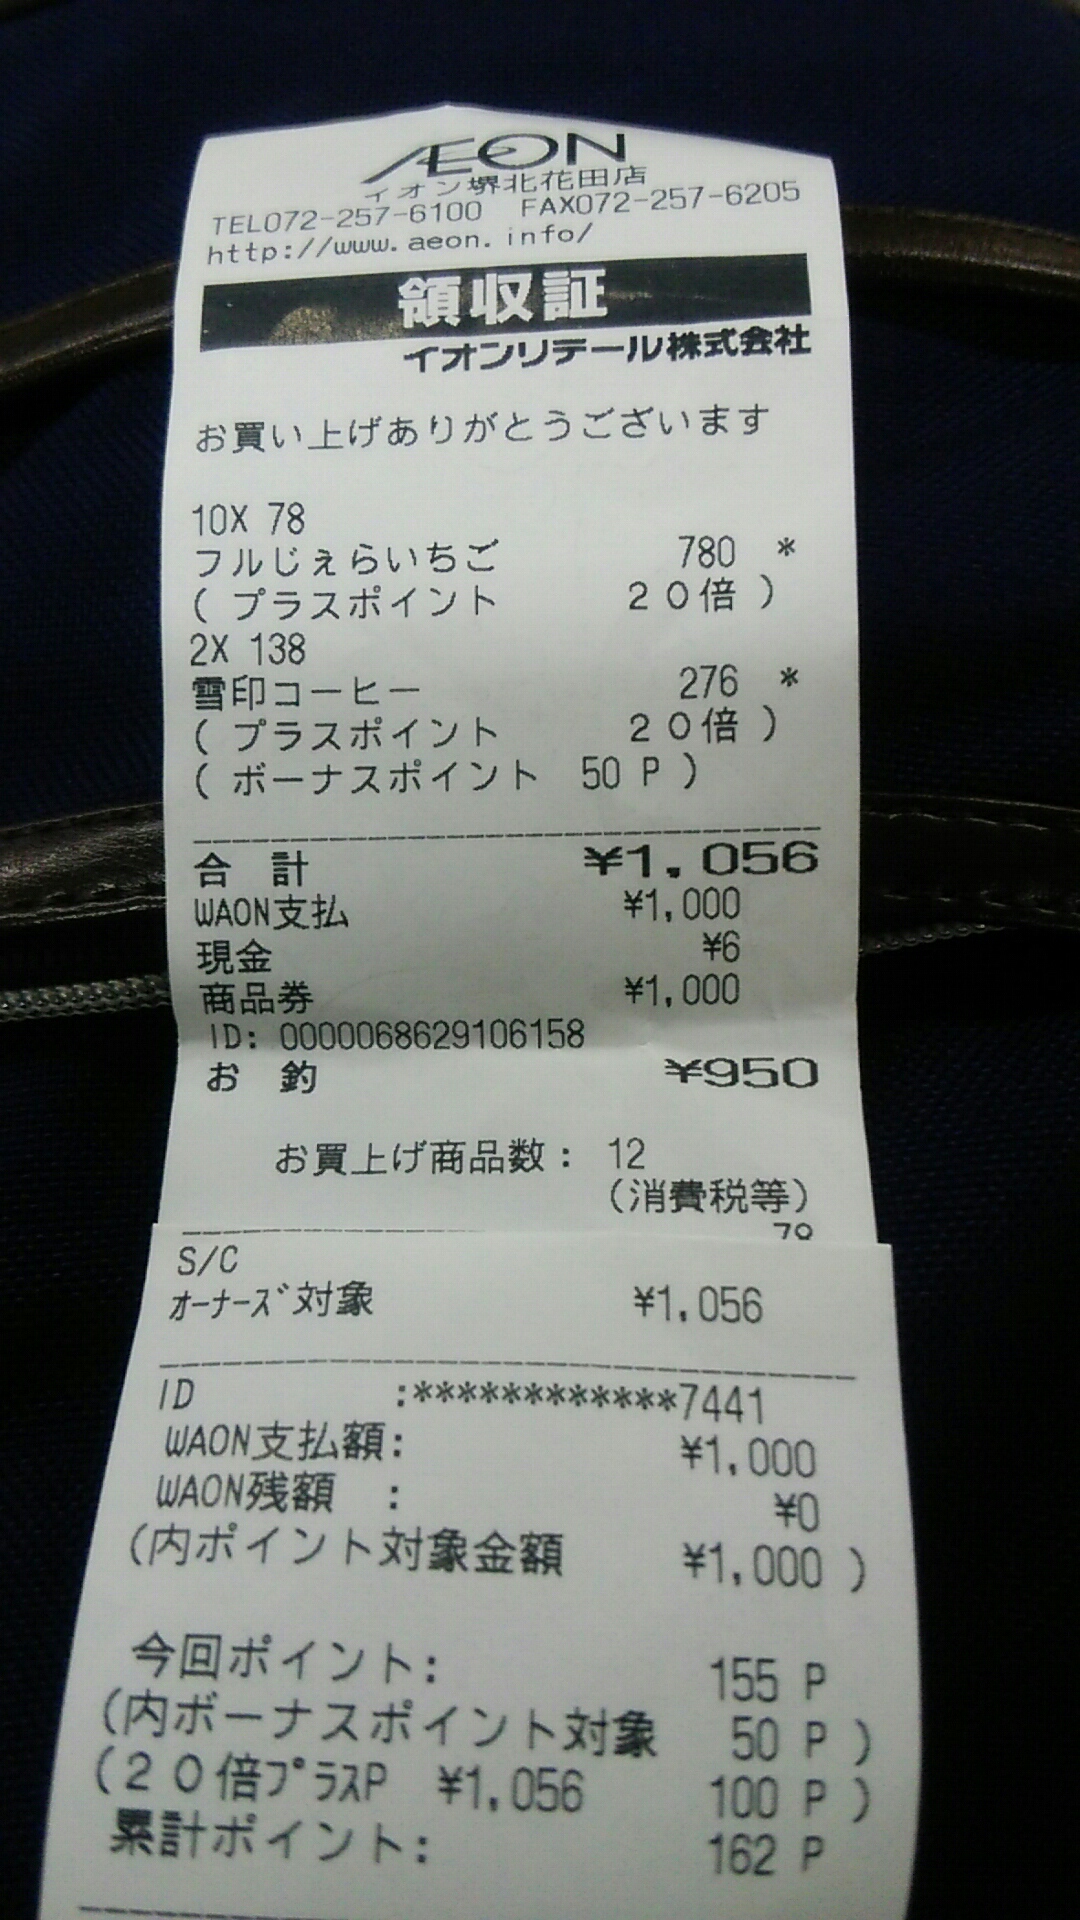 ÆON
イオン堺北花田店
TEL072-257-6100 FAX072-257-6205
http://www.aeon.info/
領収証
イオンリテール株式会社
お買い上げありがとうございます
10X 78
フルじぇらいちご 780 *
( プラスポイント 20倍 )
2X 138
雪印コーヒー 276 *
( プラスポイント 20倍 )
( ボーナスポイント 50 P )
合 計 ¥1,056
WAON支払 ¥1,000
現金 ¥6
商品券 ¥1,000
ID: 0000068629106158
お 釣 ¥950
お買上げ商品数: 12
(消費税等)
S/C
オーナーズ対象 ¥1,056
ID :************7441
WAON支払額: ¥1,000
WAON残額 : ¥0
(内ポイント対象金額 ¥1,000 )
今回ポイント: 155 P
(内ボーナスポイント対象 50 P )
(20倍プラスP ¥1,056 100 P )
累計ポイント: 162 P